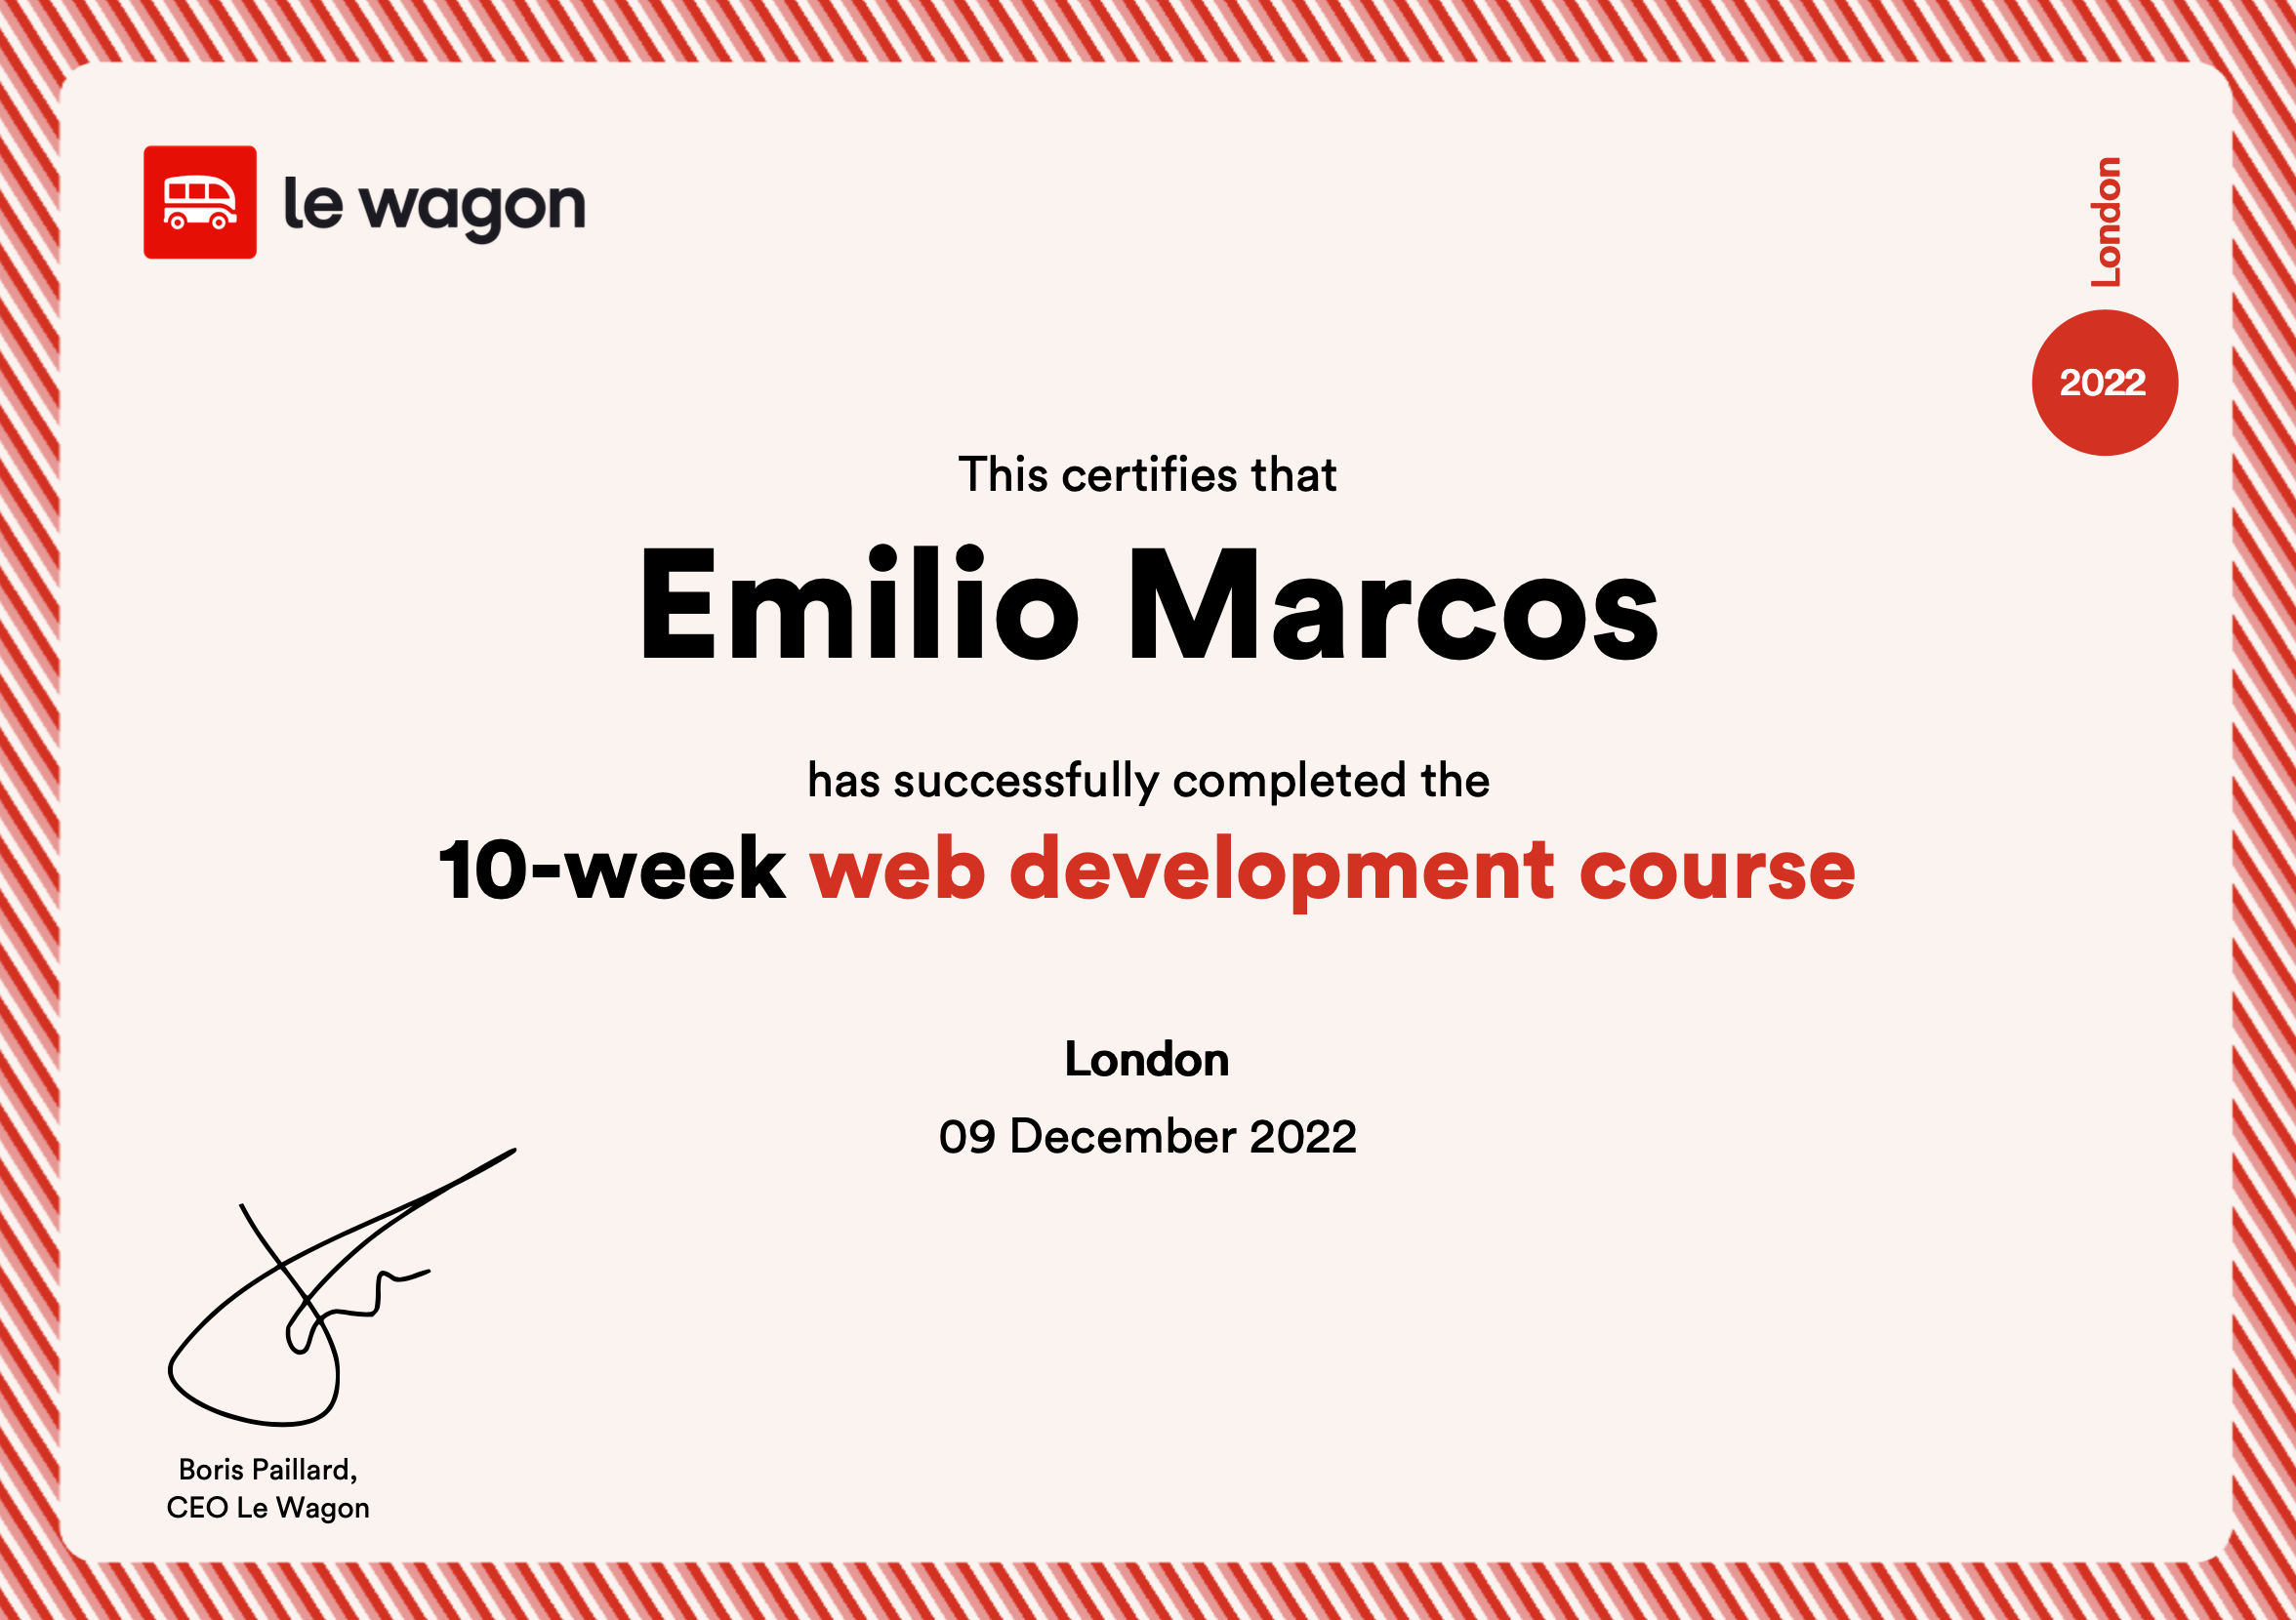 le wagon
London
2022
This certifies that
Emilio Marcos
has successfully completed the
10-week web development course
London
09 December 2022
Boris Paillard,
CEO Le Wagon